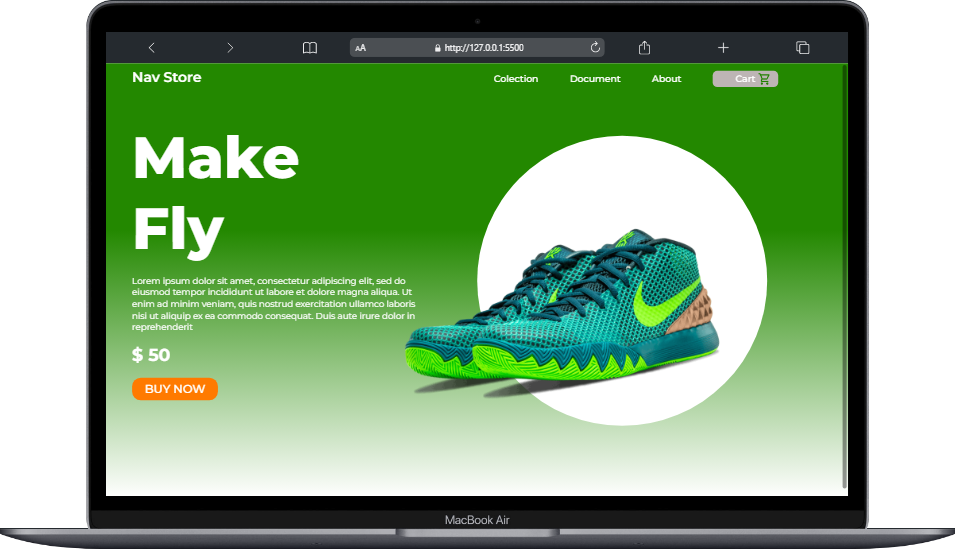 AA http://127.0.0.1:5500
Nav Store Colection Document About Cart
Make
Fly
Lorem ipsum dolor sit amet, consectetur adipiscing elit, sed do
eiusmod tempor incididunt ut labore et dolore magna aliqua. Ut
enim ad minim veniam, quis nostrud exercitation ullamco laboris
nisi ut aliquip ex ea commodo consequat. Duis aute irure dolor in
reprehenderit
$ 50
BUY NOW
MacBook Air